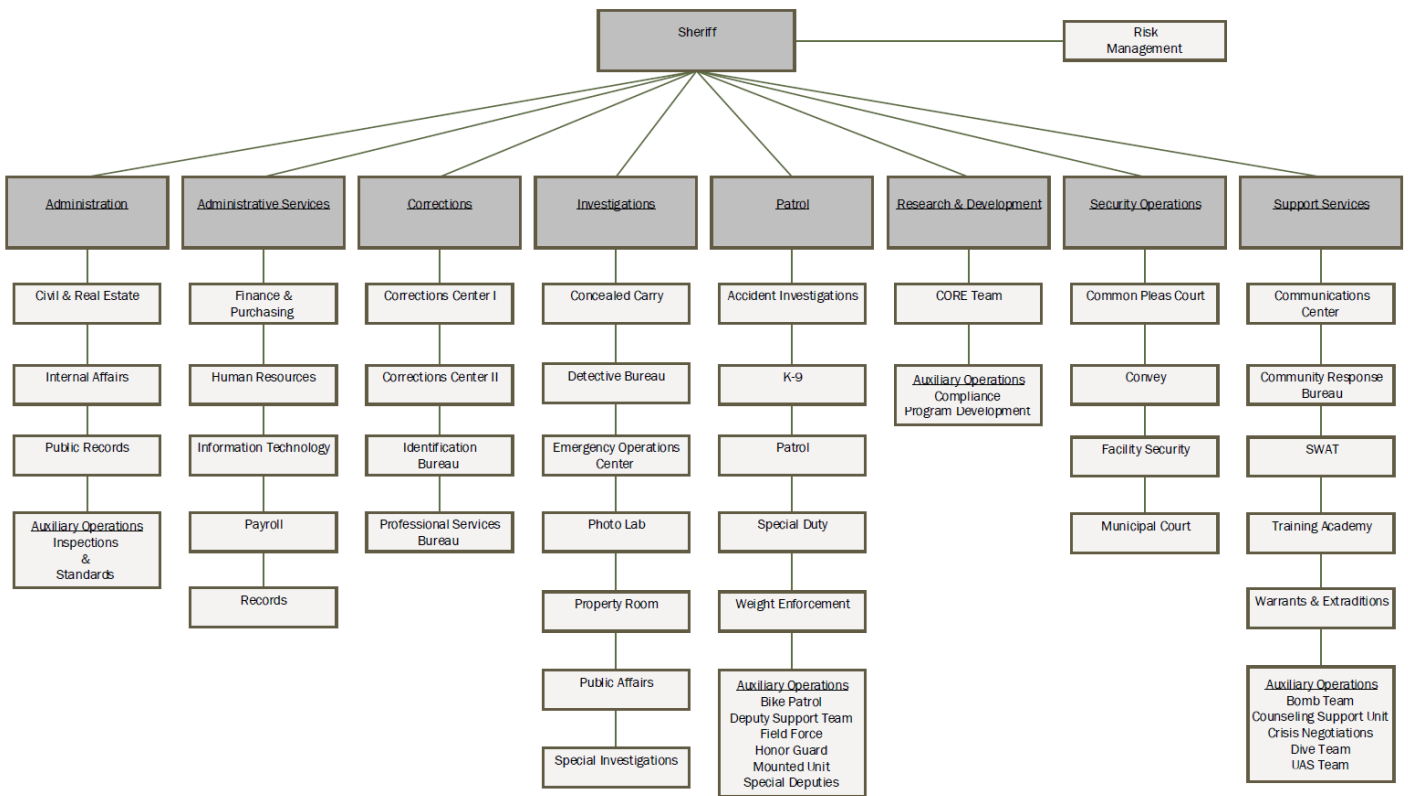 Sheriff
Risk
Management
Administration
Administrative Services
Corrections
Investigations
Patrol
Research & Development
Security Operations
Support Services
Civil & Real Estate
Internal Affairs
Public Records
Auxiliary Operations
Inspections
&
Standards
Finance &
Purchasing
Human Resources
Information Technology
Payroll
Records
Corrections Center I
Corrections Center II
Identification
Bureau
Professional Services
Bureau
Concealed Carry
Detective Bureau
Emergency Operations
Center
Photo Lab
Property Room
Public Affairs
Special Investigations
Accident Investigations
K-9
Patrol
Special Duty
Weight Enforcement
Auxiliary Operations
Bike Patrol
Deputy Support Team
Field Force
Honor Guard
Mounted Unit
Special Deputies
CORE Team
Auxiliary Operations
Compliance
Program Development
Common Pleas Court
Convey
Facility Security
Municipal Court
Communications
Center
Community Response
Bureau
SWAT
Training Academy
Warrants & Extraditions
Auxiliary Operations
Bomb Team
Counseling Support Unit
Crisis Negotiations
Dive Team
UAS Team